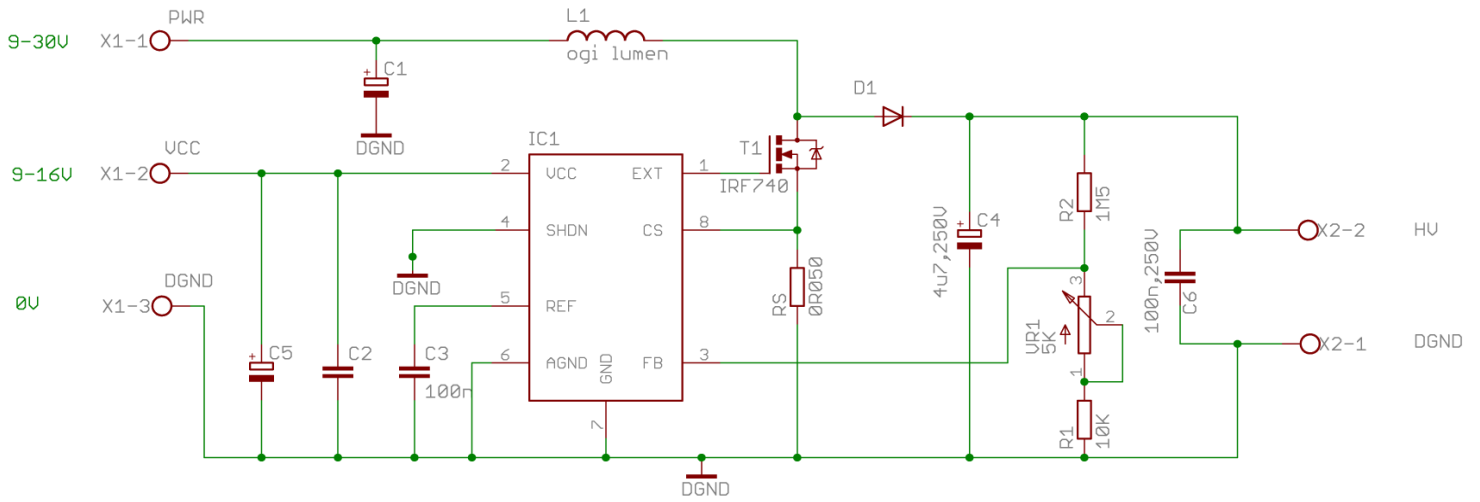 PWR
9-30V
X1-1
L1
ogi lumen
C1
DGND
D1
IC1
T1
IRF740
VCC
9-16V
X1-2
2
VCC
EXT
1
4
SHDN
CS
8
DGND
5
REF
6
AGND
GND
FB
3
7
DGND
0V
X1-3
C5
C2
C3
100n
RS
0R050
C4
4u7,250V
R2
1M5
3
2
1
VR1
5K
R1
10K
100n,250V
C6
X2-2
HV
X2-1
DGND
DGND